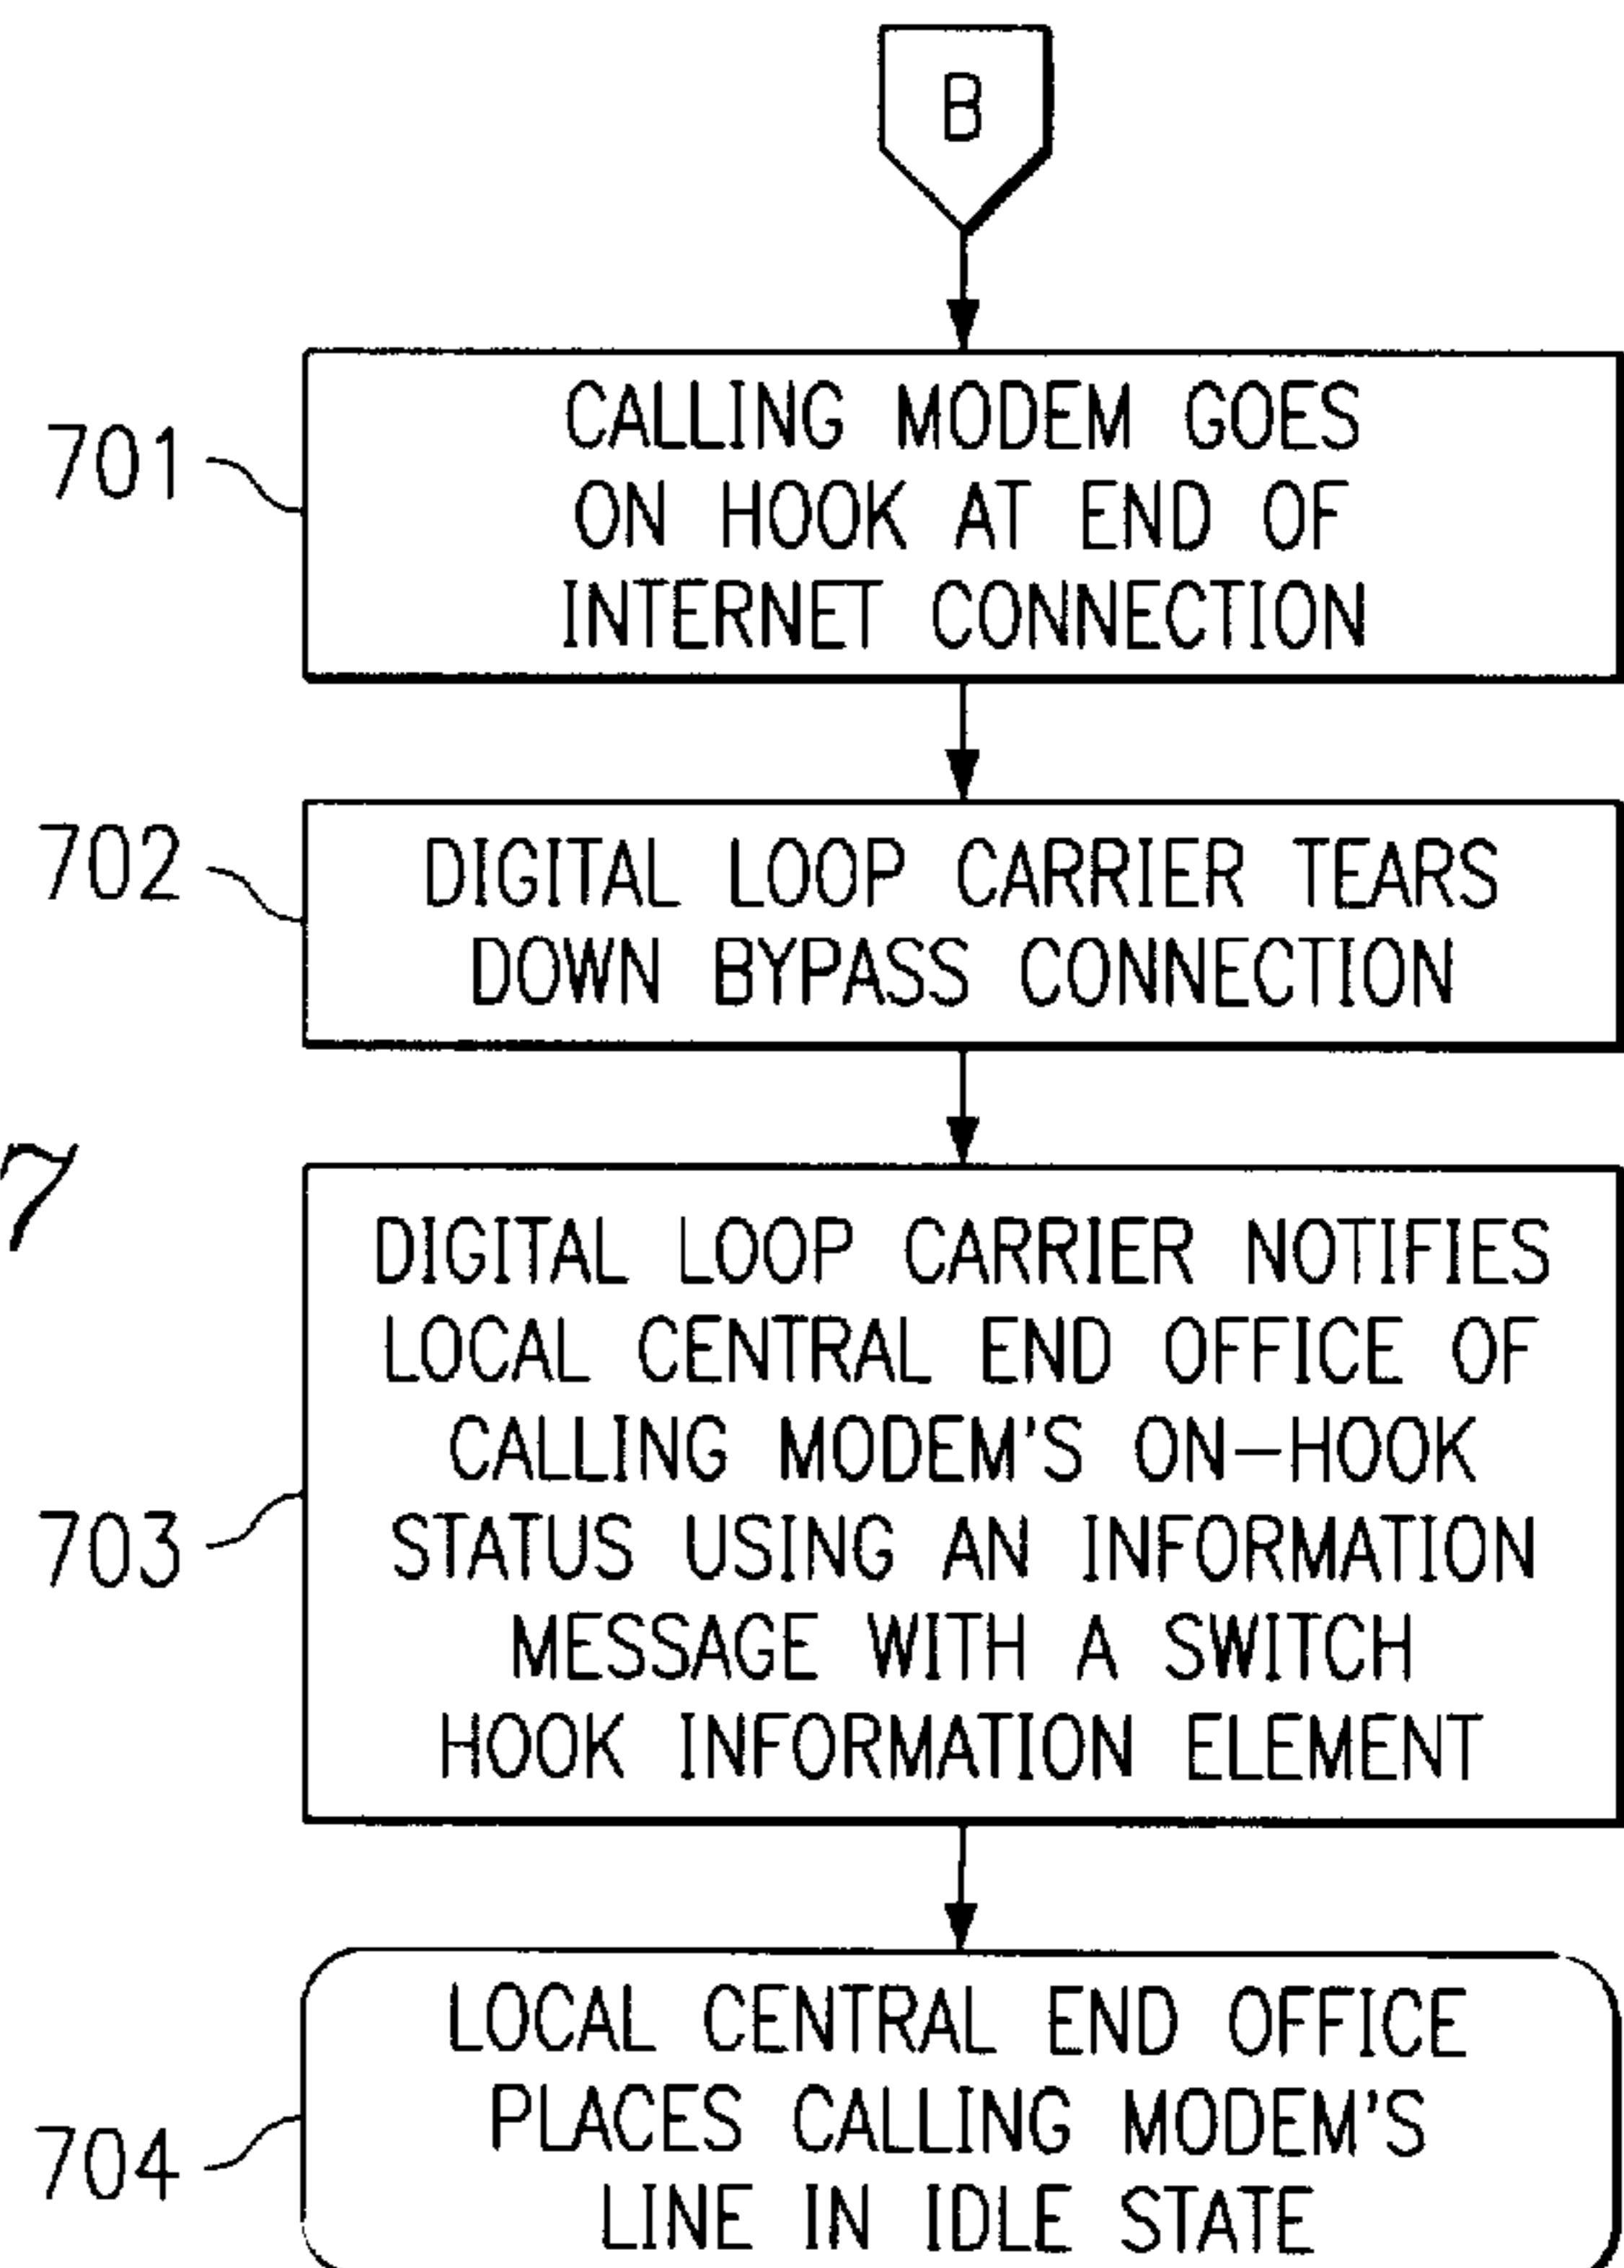 B
701
CALLING MODEM GOES
ON HOOK AT END OF
INTERNET CONNECTION
702
DIGITAL LOOP CARRIER TEARS
DOWN BYPASS CONNECTION
7
703
DIGITAL LOOP CARRIER NOTIFIES
LOCAL CENTRAL END OFFICE OF
CALLING MODEM'S ON-HOOK
STATUS USING AN INFORMATION
MESSAGE WITH A SWITCH
HOOK INFORMATION ELEMENT
704
LOCAL CENTRAL END OFFICE
PLACES CALLING MODEM'S
LINE IN IDLE STATE